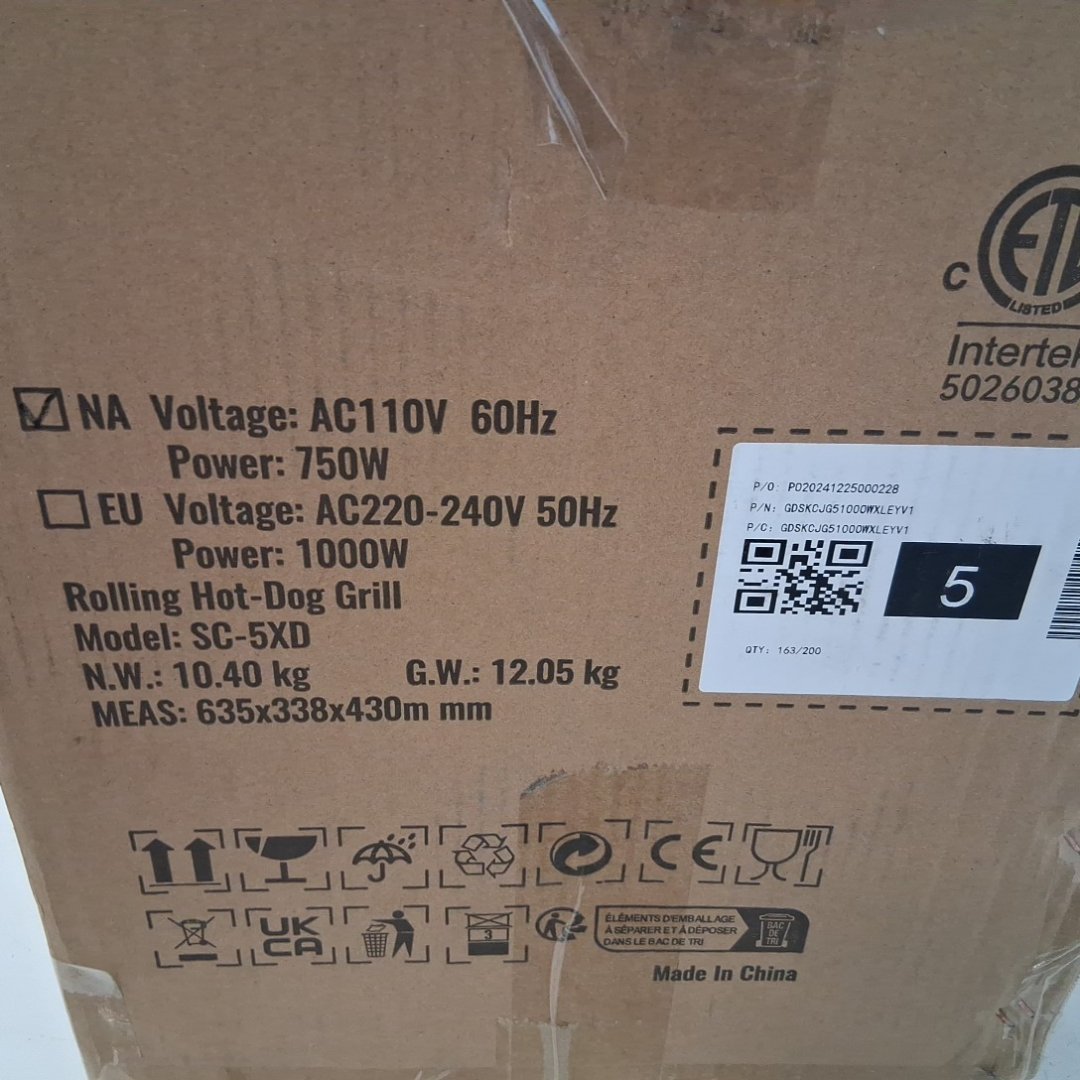 C
ETL
LISTED
Intertek
5026038
NA Voltage: AC110V 60Hz
Power: 750W
EU Voltage: AC220-240V 50Hz
Power: 1000W
Rolling Hot-Dog Grill
Model: SC-5XD
N.W.: 10.40 kg G.W.: 12.05 kg
MEAS: 635x338x430m mm
P/O: PO20241225000228
P/N: GDSKCJG51000WXLEYV1
P/C: GDSKCJG51000WXLEYV1
5
QTY: 163/200
CE
UK
CA
3
ÉLÉMENTS D'EMBALLAGE
À SÉPARER ET À DÉPOSER
DANS LE BAC DE TRI
BAC
DE
TRI
Made In China